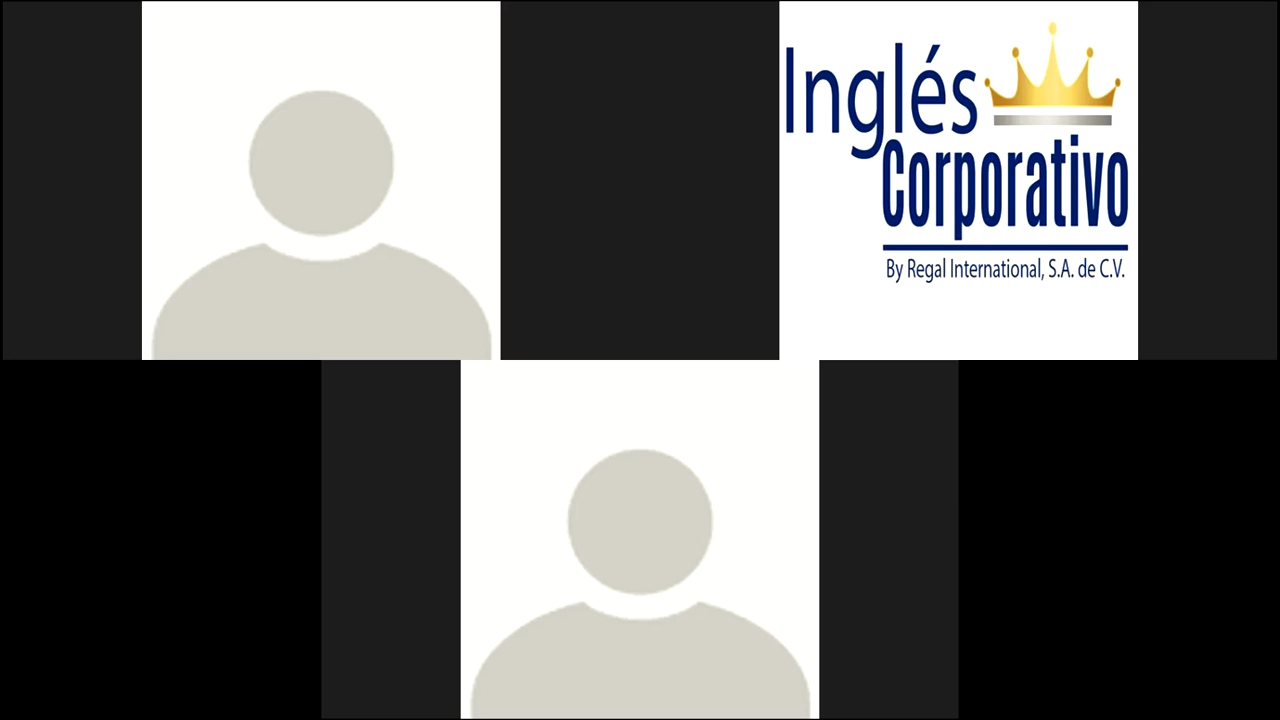 Inglés
Corporativo
By Regal International, S.A. de C.V.